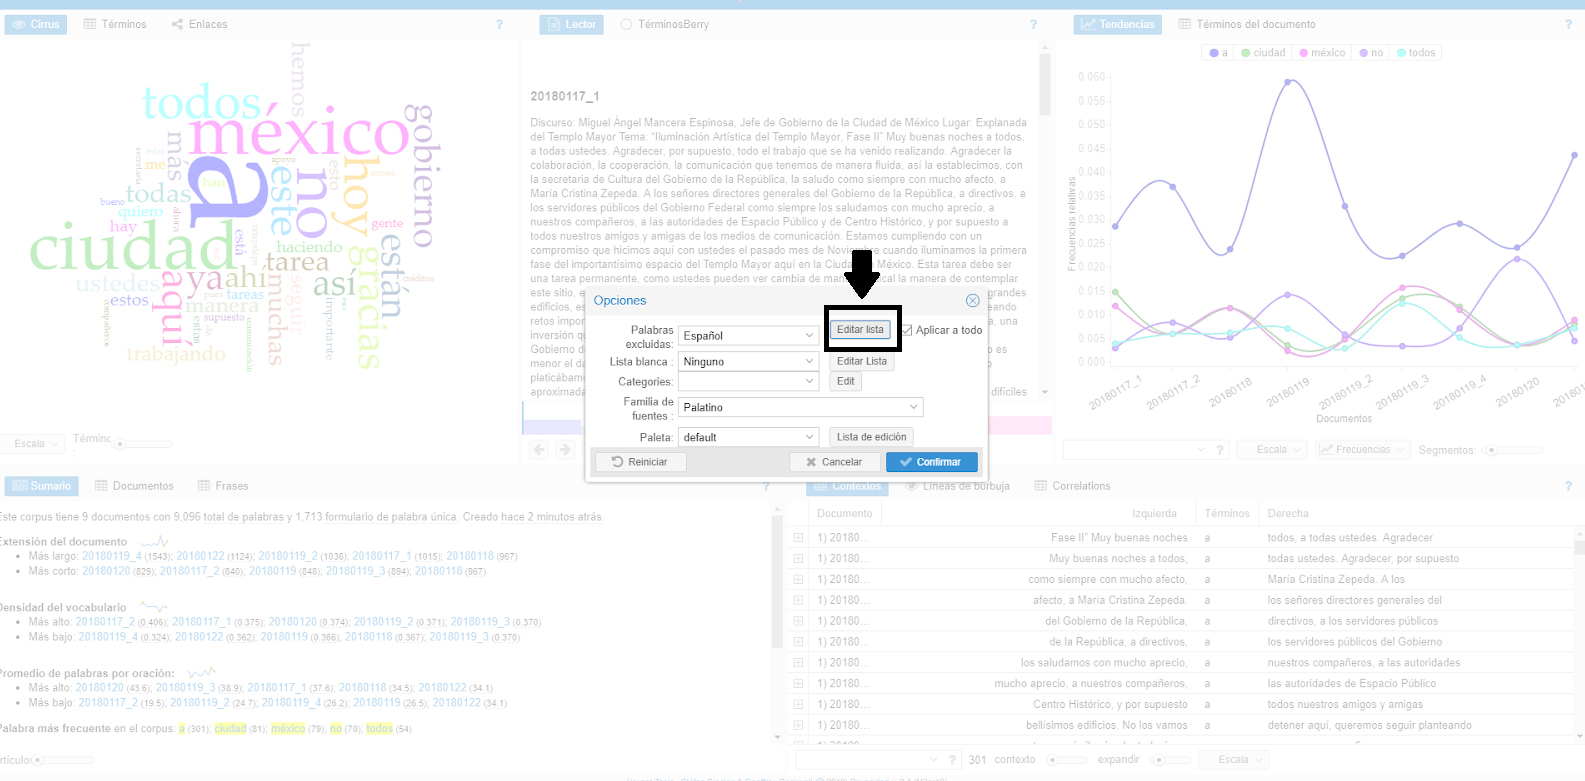 Cirrus Términos Enlaces ?
Lector TérminosBerry ?
Tendencias Términos del documento ?
hemos
todos
méxico
gobierno
a
ciudad
no
hoy
este
más
me
todas
bueno
quiero
hay
ahora
han
esto
gente
está
haciendo
tarea
gracias
están
así
ya
ahí
ustedes
estos
aquí
pues
tareas
manera
supuesto
muchas
seguir
importante
estas
día
trabajando
apoyo
créditos
20180117_1
Discurso: Miguel Ángel Mancera Espinosa, Jefe de Gobierno de la Ciudad de México Lugar: Explanada
del Templo Mayor Tema: “Iluminación Artística del Templo Mayor, Fase II” Muy buenas noches a todos,
a todas ustedes. Agradecer, por supuesto, todo el trabajo que se ha venido realizando. Agradecer la
colaboración, la cooperación, la comunicación que tenemos de manera fluida, así establecimos, con
la secretaria de Cultura del Gobierno de la República, la saludo como siempre con mucho afecto, a
María Cristina Zepeda. A los señores directores generales del Gobierno de la República, a directivos, a
los servidores públicos del Gobierno Federal como siempre los saludamos con mucho aprecio, a
nuestros compañeros, a las autoridades de Espacio Público y de Centro Histórico, y por supuesto a
todos nuestros amigos y amigas de los medios de comunicación. Estamos cumpliendo con un
compromiso que hicimos aquí con ustedes el pasado mes de Noviembre cuando iluminamos la primera
fase del importantísimo espacio del Templo Mayor aquí en la Ciudad de México. Esta tarea debe ser
una tarea permanente, como ustedes pueden ver cambia de manera la manera de contemplar
este sitio, grandes
edificios, es
retos impor una
inversión qu
Gobierno d es
menor el da
platicábam
aproximada difíciles
a ciudad méxico no todos
Frecuencias relativas
0.060
0.055
0.050
0.045
0.040
0.035
0.030
0.025
0.020
0.015
0.010
0.005
0.000
20180117_1 20180117_2 20180118 20180119 20180119_2 20180119_3 20180119_4 20180120
Documentos
Opciones
Palabras excluidas: Español Editar lista Aplicar a todo
Lista blanca : Ninguno Editar Lista
Categories: Edit
Familia de fuentes : Palatino
Paleta: default Lista de edición
Reiniciar Cancelar Confirmar
Escala Términ :
? Escala Frecuencias Segmentos:
Sumario Documentos Frases ?
Este corpus tiene 9 documentos con 9,096 total de palabras y 1,713 formulario de palabra única. Creado hace 2 minutos atrás.
Extensión del documento
Más largo: 20180119_4 (1543); 20180122 (1124); 20180119_2 (1036); 20180117_1 (1015); 20180118 (967)
Más corto: 20180120 (829); 20180117_2 (840); 20180119 (848); 20180119_3 (894); 20180118 (967)
Densidad del vocabulario
Más alto: 20180117_2 (0.406); 20180117_1 (0.375); 20180120 (0.374); 20180119_2 (0.371); 20180119_3 (0.370)
Más bajo: 20180119_4 (0.324); 20180122 (0.362); 20180119 (0.366); 20180118 (0.367); 20180119_3 (0.370)
Promedio de palabras por oración:
Más alto: 20180120 (43.6); 20180119_3 (38.9); 20180117_1 (37.6); 20180118 (34.5); 20180122 (34.1)
Más bajo: 20180117_2 (19.5); 20180119_2 (24.7); 20180119_4 (26.2); 20180119 (26.5); 20180122 (34.1)
Palabra más frecuente en el corpus: a (301); ciudad (81); méxico (79); no (70); todos (54)
rtículos
Contextos Líneas de burbuja Correlations ?
Documento Izquierda Términos Derecha
1) 20180... Fase II” Muy buenas noches a todos, a todas ustedes. Agradecer
1) 20180... Muy buenas noches a todos, a todas ustedes. Agradecer, por supuesto
1) 20180... como siempre con mucho afecto, a María Cristina Zepeda. A los
1) 20180... afecto, a María Cristina Zepeda. a los señores directores generales del
1) 20180... del Gobierno de la República, a directivos, a los servidores públicos
1) 20180... de la República, a directivos, a los servidores públicos del Gobierno
1) 20180... los saludamos con mucho aprecio, a nuestros compañeros, a las autoridades
1) 20180... mucho aprecio, a nuestros compañeros, a las autoridades de Espacio Público
1) 20180... Centro Histórico, y por supuesto a todos nuestros amigos y amigas
1) 20180... bellísimos edificios. No los vamos a detener aquí, queremos seguir planteando
? 301 contexto expandir Escala